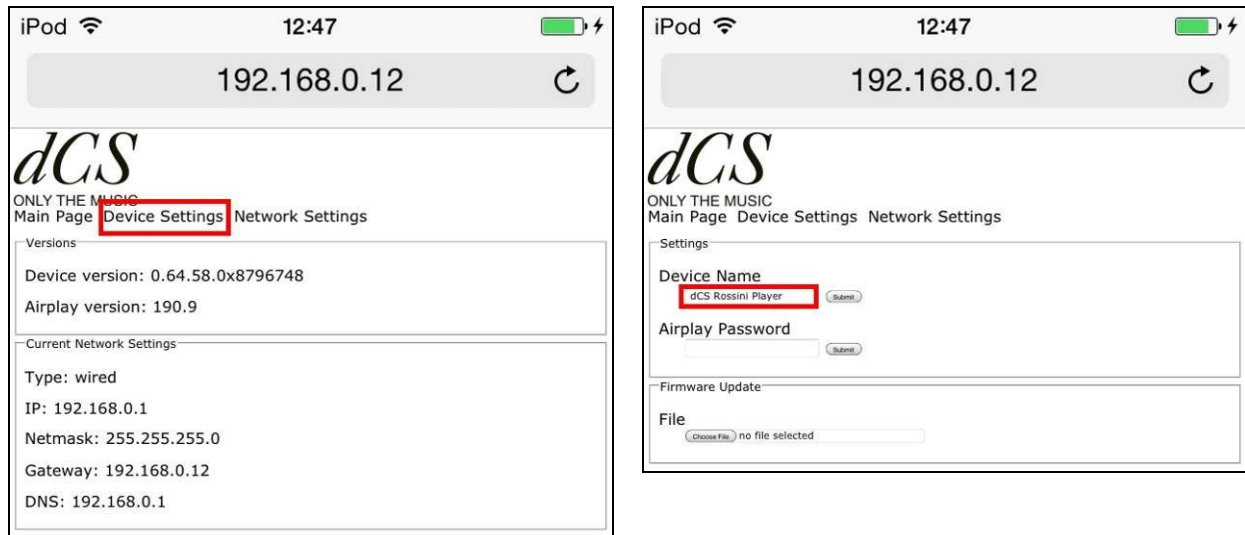 iPod 12:47
192.168.0.12
dCS
ONLY THE MUSIC
Main Page Device Settings Network Settings
Versions
Device version: 0.64.58.0x8796748
Airplay version: 190.9
Current Network Settings
Type: wired
IP: 192.168.0.1
Netmask: 255.255.255.0
Gateway: 192.168.0.12
DNS: 192.168.0.1
iPod 12:47
192.168.0.12
dCS
ONLY THE MUSIC
Main Page Device Settings Network Settings
Settings
Device Name
dCS Rossini Player Submit
Airplay Password
Submit
Firmware Update
File
Choose File no file selected